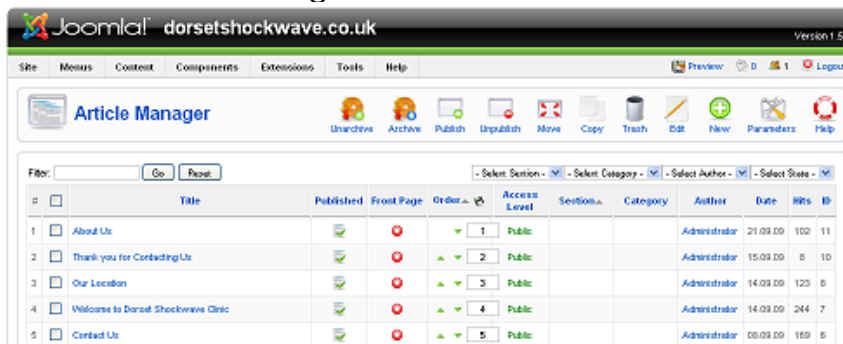 Joomla! dorsetshockwave.co.uk
Version 1.5
Site Menus Content Components Extensions Tools Help Preview 0 1 Logout
Article Manager
Unarchive Archive Publish Unpublish Move Copy Trash Edit New Parameters Help
Filter: Go Reset - Select Section - - Select Category - - Select Author - - Select State -
# Title Published Front Page Order Access Level Section Category Author Date Hits ID
1 About Us 1 Public Administrator 21.09.09 102 11
2 Thank you for Contacting Us 2 Public Administrator 15.09.09 8 10
3 Our Location 3 Public Administrator 14.09.09 123 8
4 Welcome to Dorset Shockwave Clinic 4 Public Administrator 14.09.09 244 7
5 Contact Us 5 Public Administrator 08.09.09 169 6